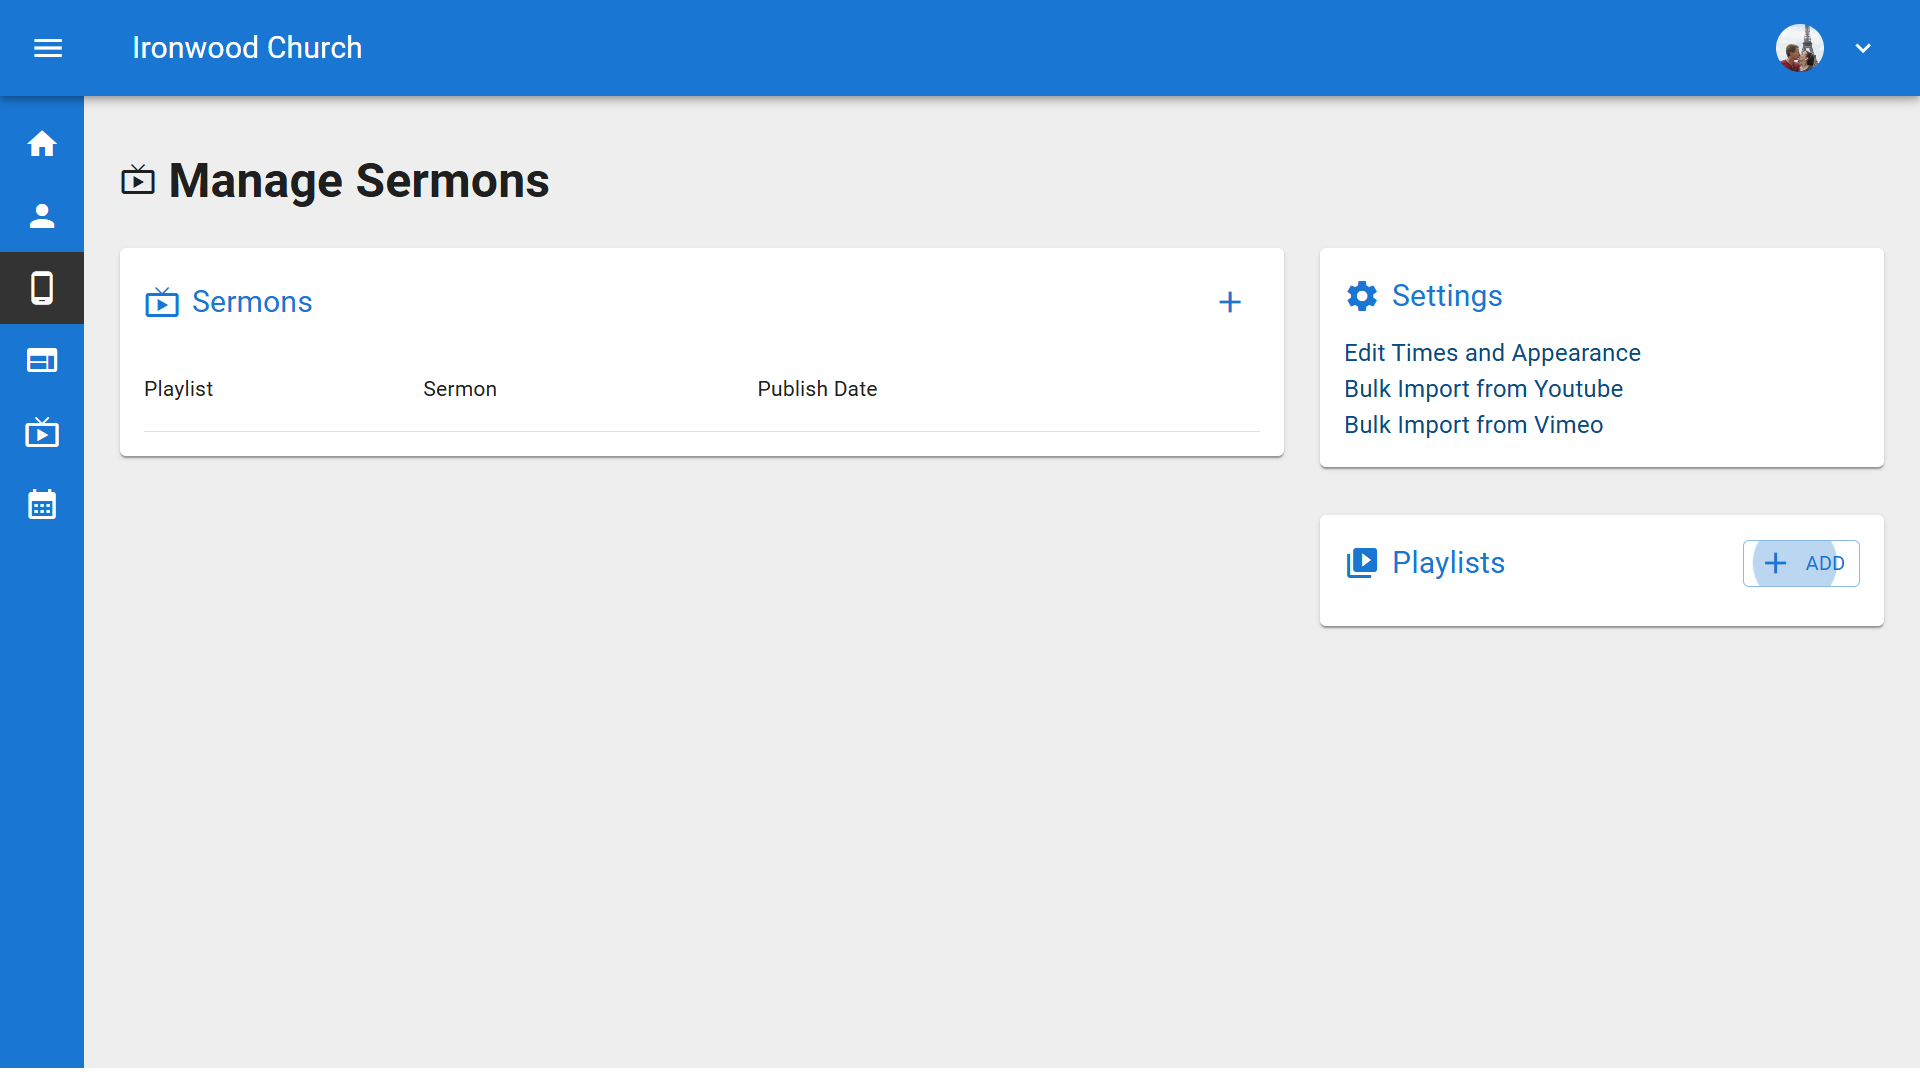 Ironwood Church
Manage Sermons
Sermons
Playlist Sermon Publish Date
Settings
Edit Times and Appearance
Bulk Import from Youtube
Bulk Import from Vimeo
Playlists
ADD